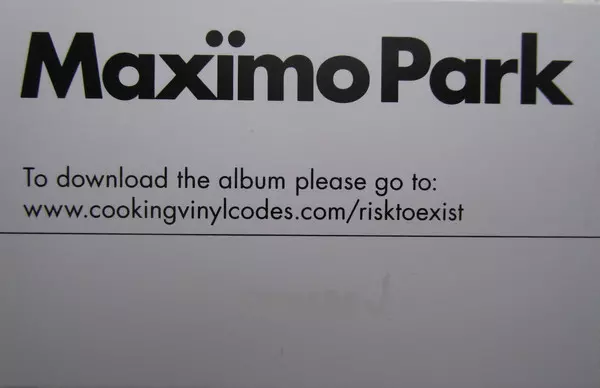 Maxïmo Park
To download the album please go to:
www.cookingvinylcodes.com/risktoexist